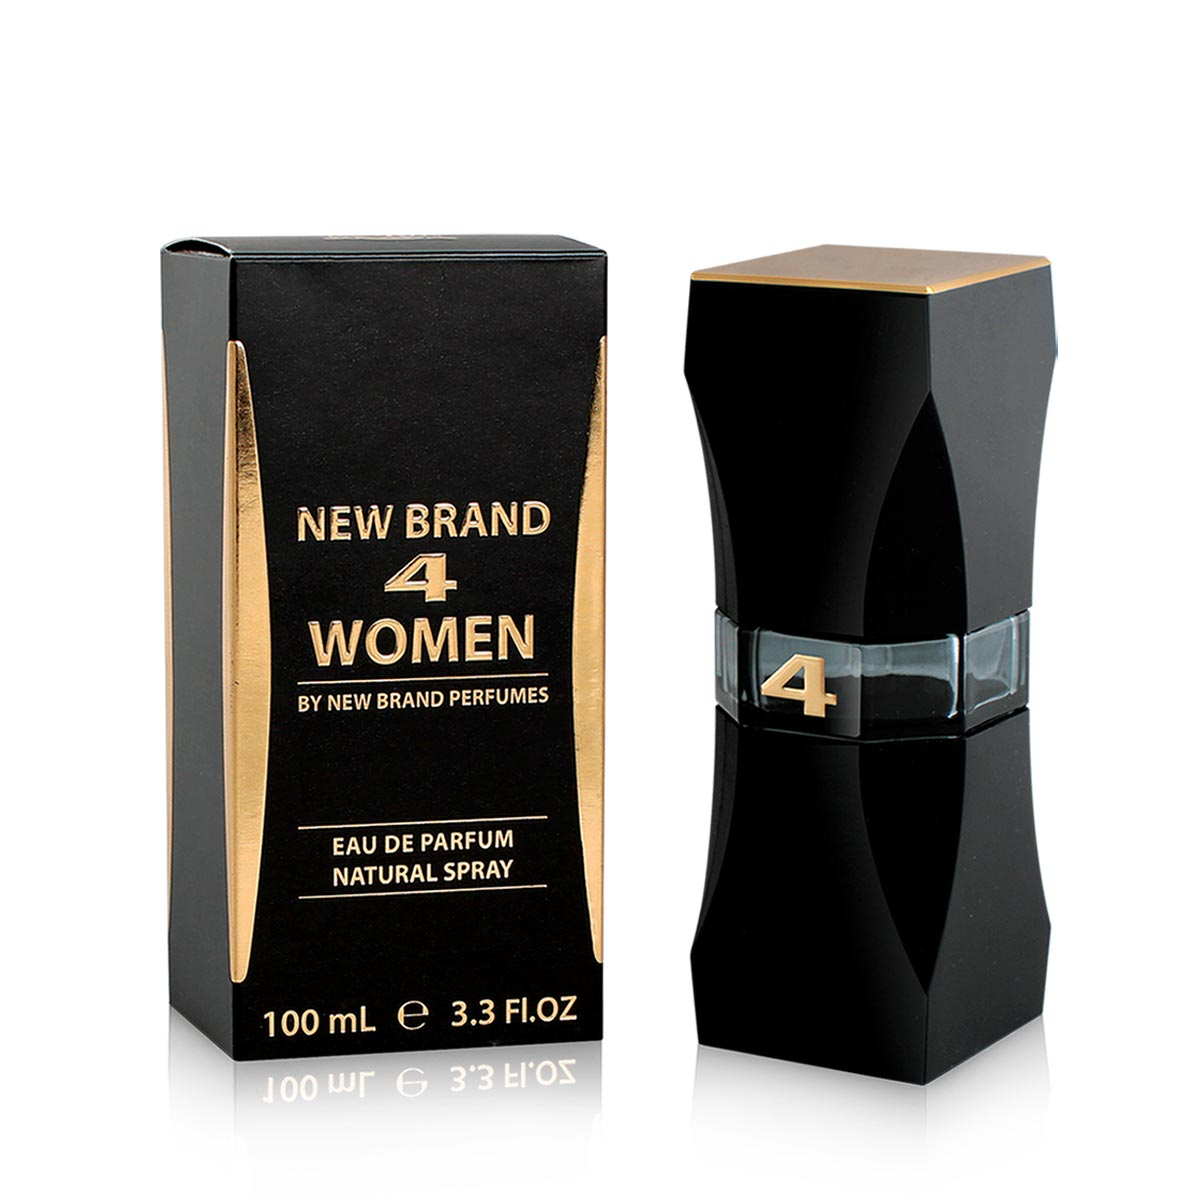 NEW BRAND
4
WOMEN
BY NEW BRAND PERFUMES
EAU DE PARFUM
NATURAL SPRAY
100 mL ℮ 3.3 Fl.OZ
4